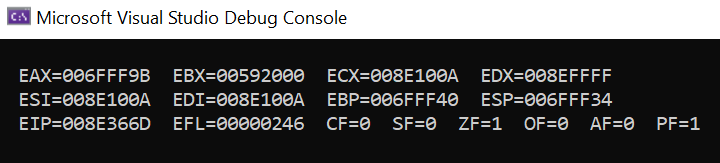 Microsoft Visual Studio Debug Console
EAX=006FFF9B EBX=00592000 ECX=008E100A EDX=008EFFFF
ESI=008E100A EDI=008E100A EBP=006FFF40 ESP=006FFF34
EIP=008E366D EFL=00000246 CF=0 SF=0 ZF=1 OF=0 AF=0 PF=1